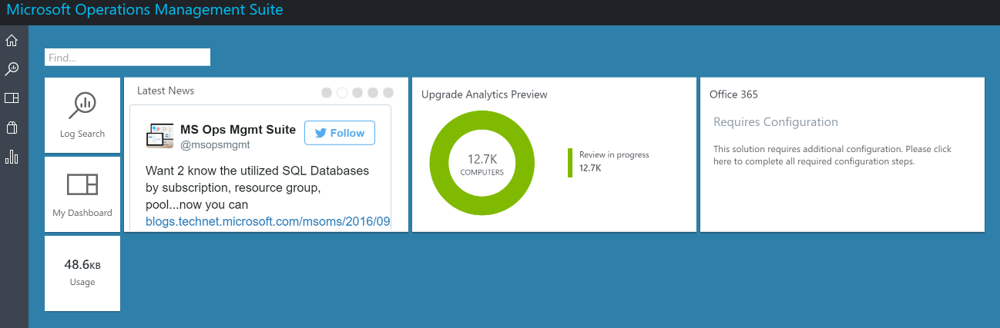 Microsoft Operations Management Suite
Find...
Log Search
My Dashboard
48.6KB
Usage
Latest News
MS Ops Mgmt Suite
@msopsmgmt
Follow
Want 2 know the utilized SQL Databases
by subscription, resource group,
pool...now you can
blogs.technet.microsoft.com/msoms/2016/09
Upgrade Analytics Preview
12.7K
COMPUTERS
Review in progress
12.7K
Office 365
Requires Configuration
This solution requires additional configuration. Please click
here to complete all required configuration steps.